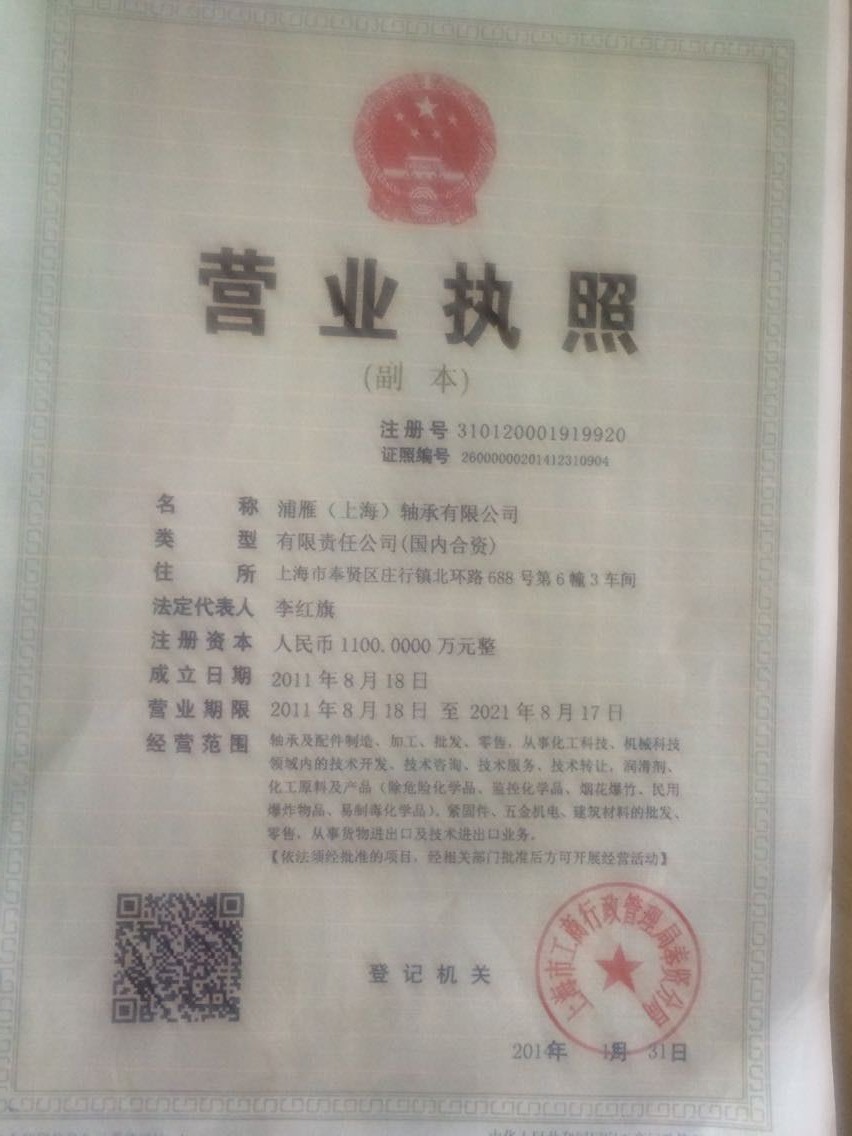 营业执照
(副 本)
注册号 310120001919920
证照编号 26000000201412310904
名 称 浦雁（上海）轴承有限公司
类 型 有限责任公司(国内合资)
住 所 上海市奉贤区庄行镇北环路688号第6幢3车间
法定代表人 李红旗
注册资本 人民币1100.0000万元整
成立日期 2011年8月18日
营业期限 2011年8月18日 至 2021年8月17日
经营范围 轴承及配件制造、加工、批发、零售，从事化工科技、机械科技
领域内的技术开发、技术咨询、技术服务、技术转让，润滑剂、
化工原料及产品（除危险化学品、监控化学品、烟花爆竹、民用
爆炸物品、易制毒化学品）、紧固件、五金机电、建筑材料的批发、
零售，从事货物进出口及技术进出口业务。
【依法须经批准的项目，经相关部门批准后方可开展经营活动】
上海市工商行政管理局奉贤分局
登记机关
2014年 月 31日